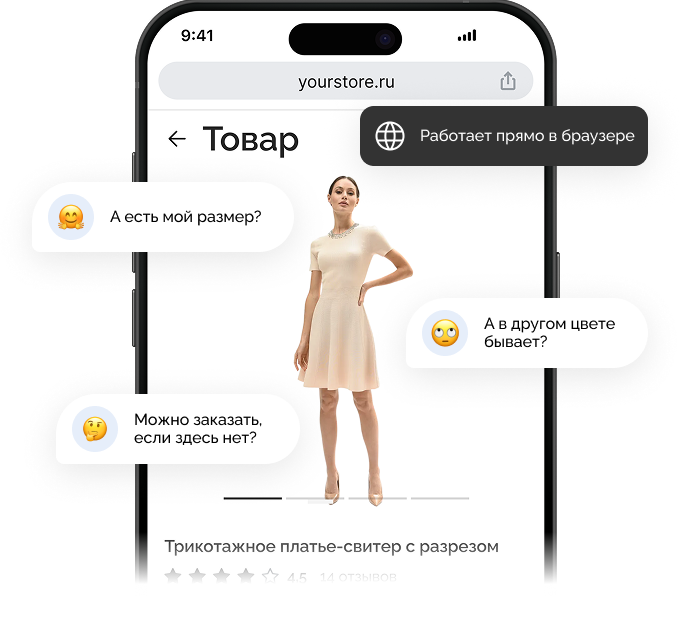 9:41
yourstore.ru
Товар
Работает прямо в браузере
А есть мой размер?
А в другом цвете
бывает?
Можно заказать,
если здесь нет?
Трикотажное платье-свитер с разрезом
4.5 14 отзывов